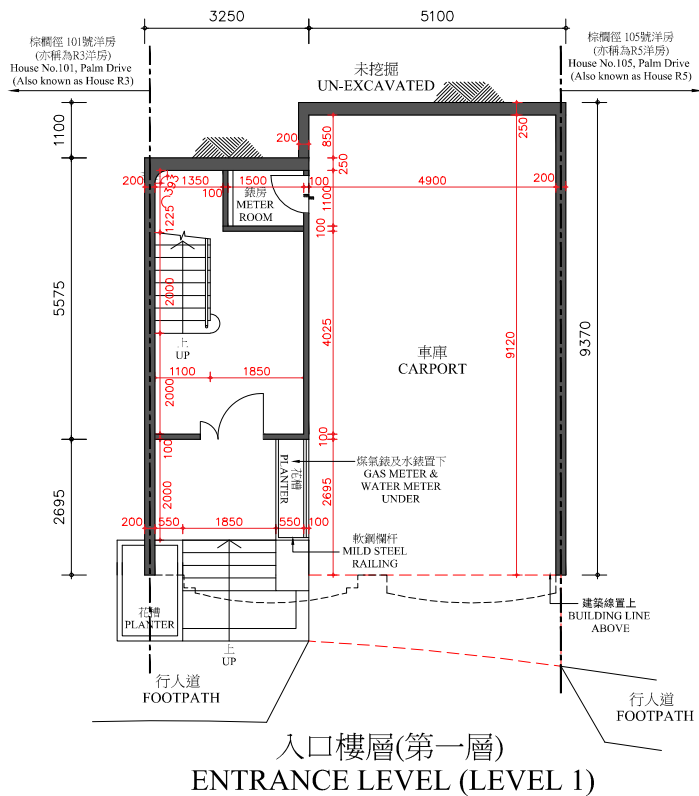 3250
5100
棕櫚徑 101號洋房
(亦稱為R3洋房)
House No.101, Palm Drive
(Also known as House R3)
未挖掘
UN-EXCAVATED
棕櫚徑 105號洋房
(亦稱為R5洋房)
House No.105, Palm Drive
(Also known as House R5)
1100
200
850
250
250
200
393
1350
100
1500
100
4900
200
錶房
METER
ROOM
1100
1225
100
5575
2000
上
UP
4025
9120
9370
車庫
CARPORT
1100
1850
2000
100
100
花槽
PLANTER
煤氣錶及水錶置下
GAS METER &
WATER METER
UNDER
2695
2000
2695
200
550
1850
550
100
軟鋼欄杆
MILD STEEL
RAILING
花槽
PLANTER
建築線置上
BUILDING LINE
ABOVE
上
UP
行人道
FOOTPATH
行人道
FOOTPATH
入口樓層(第一層)
ENTRANCE LEVEL (LEVEL 1)